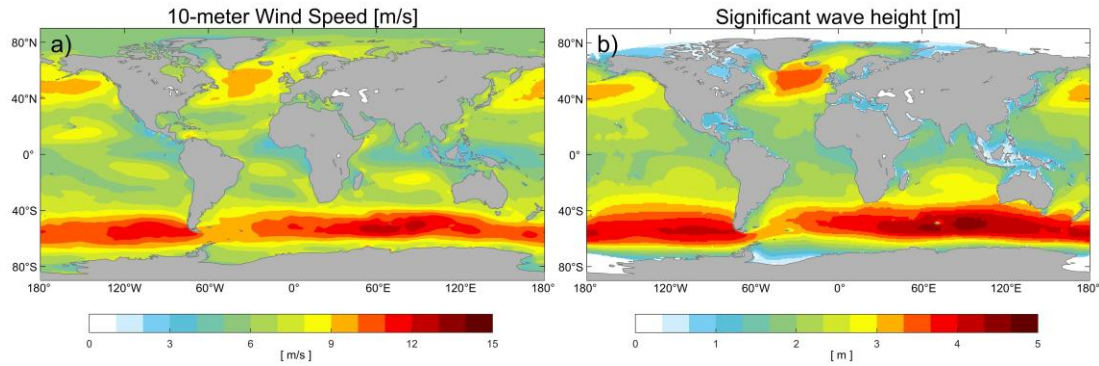 10-meter Wind Speed [m/s]
a)
80°N
40°N
0°
40°S
80°S
180° 120°W 60°W 0° 60°E 120°E 180°
0 3 6 9 12 15
[ m/s ]
Significant wave height [m]
b)
80°N
40°N
0°
40°S
80°S
180° 120°W 60°W 0° 60°E 120°E 180°
0 1 2 3 4 5
[ m ]